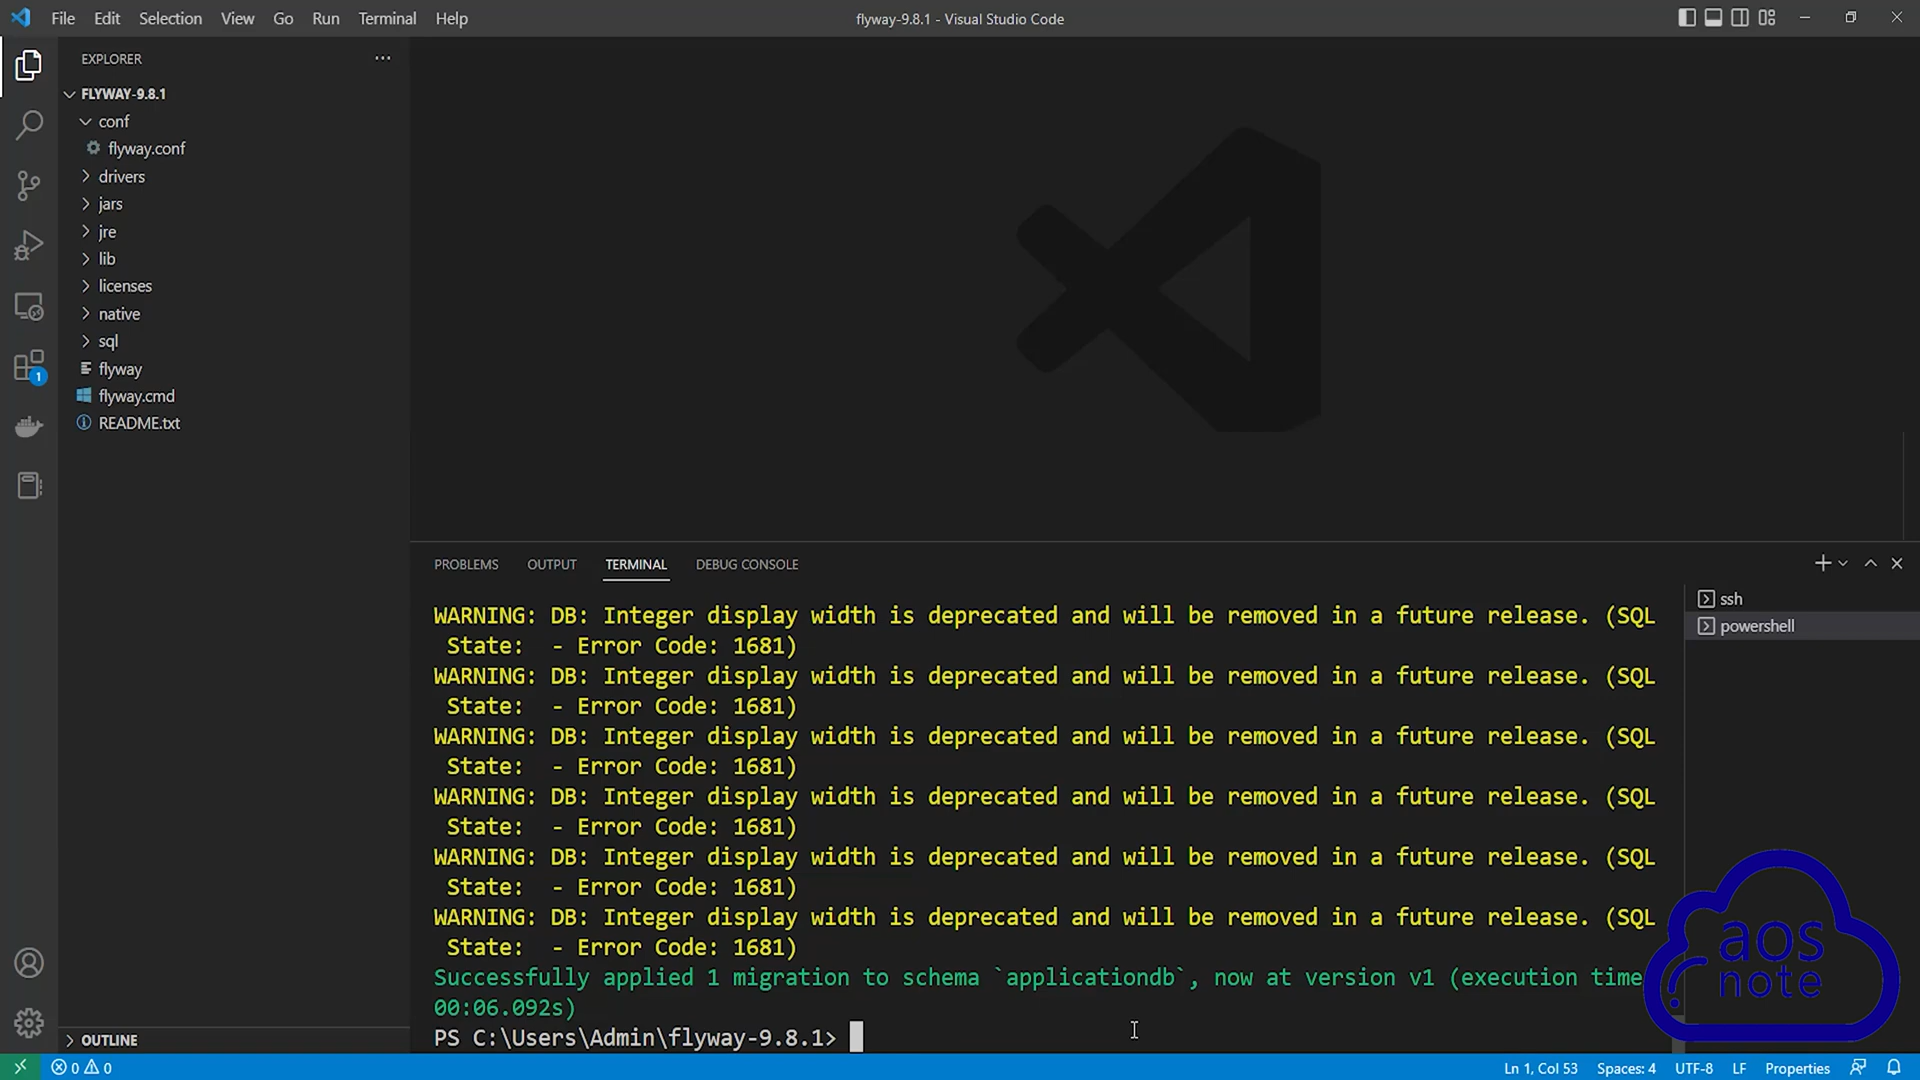 File Edit Selection View Go Run Terminal Help
flyway-9.8.1 - Visual Studio Code
EXPLORER
FLYWAY-9.8.1
conf
flyway.conf
drivers
jars
jre
lib
licenses
native
sql
flyway
flyway.cmd
README.txt
1
OUTLINE
PROBLEMS OUTPUT TERMINAL DEBUG CONSOLE
ssh
powershell
WARNING: DB: Integer display width is deprecated and will be removed in a future release. (SQL
State:  - Error Code: 1681)
WARNING: DB: Integer display width is deprecated and will be removed in a future release. (SQL
State:  - Error Code: 1681)
WARNING: DB: Integer display width is deprecated and will be removed in a future release. (SQL
State:  - Error Code: 1681)
WARNING: DB: Integer display width is deprecated and will be removed in a future release. (SQL
State:  - Error Code: 1681)
WARNING: DB: Integer display width is deprecated and will be removed in a future release. (SQL
State:  - Error Code: 1681)
WARNING: DB: Integer display width is deprecated and will be removed in a future release. (SQL
State:  - Error Code: 1681)
Successfully applied 1 migration to schema `applicationdb`, now at version v1 (execution time
00:06.092s)
PS C:\Users\Admin\flyway-9.8.1>
aos
note
0 0
Ln 1, Col 53 Spaces: 4 UTF-8 LF Properties